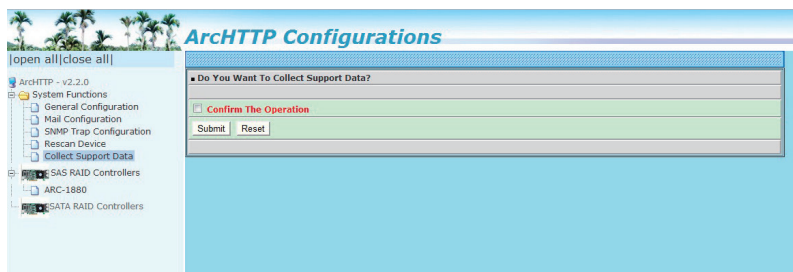 ArcHTTP Configurations
|open all|close all|
ArcHTTP - v2.2.0
System Functions
General Configuration
Mail Configuration
SNMP Trap Configuration
Rescan Device
Collect Support Data
SAS RAID Controllers
ARC-1880
SATA RAID Controllers
Do You Want To Collect Support Data?
Confirm The Operation
Submit Reset